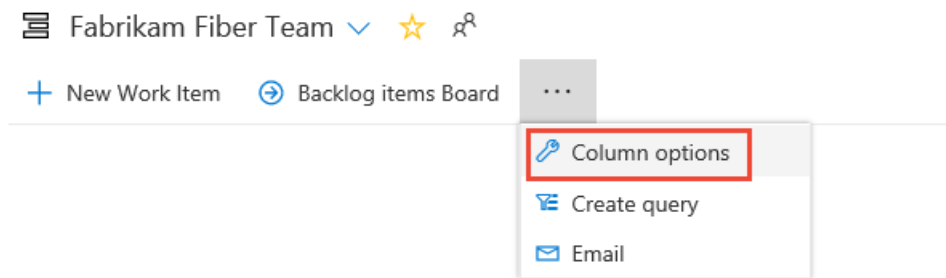 Fabrikam Fiber Team
New Work Item Backlog items Board ...
Column options
Create query
Email